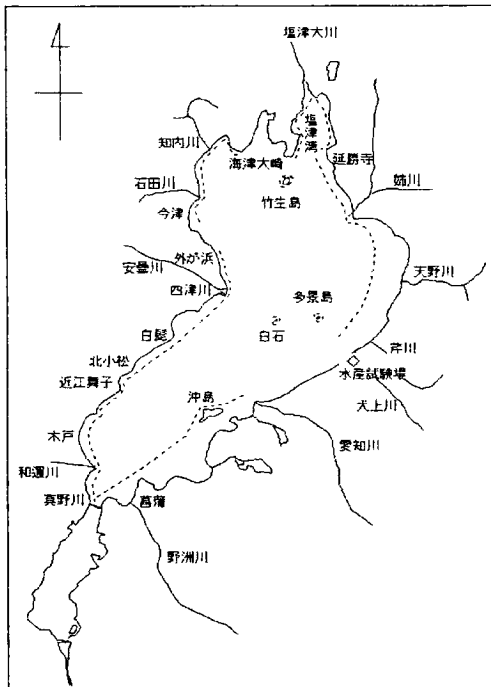 塩津大川
塩津湾
知内川
海津大崎
延勝寺
石田川
竹生島
姉川
今津
外が浜
安曇川
天野川
四津川
多景島
白髭
白石
芹川
北小松
水産試験場
近江舞子
犬上川
沖島
木戸
愛知川
和邇川
真野川
菖蒲
野洲川